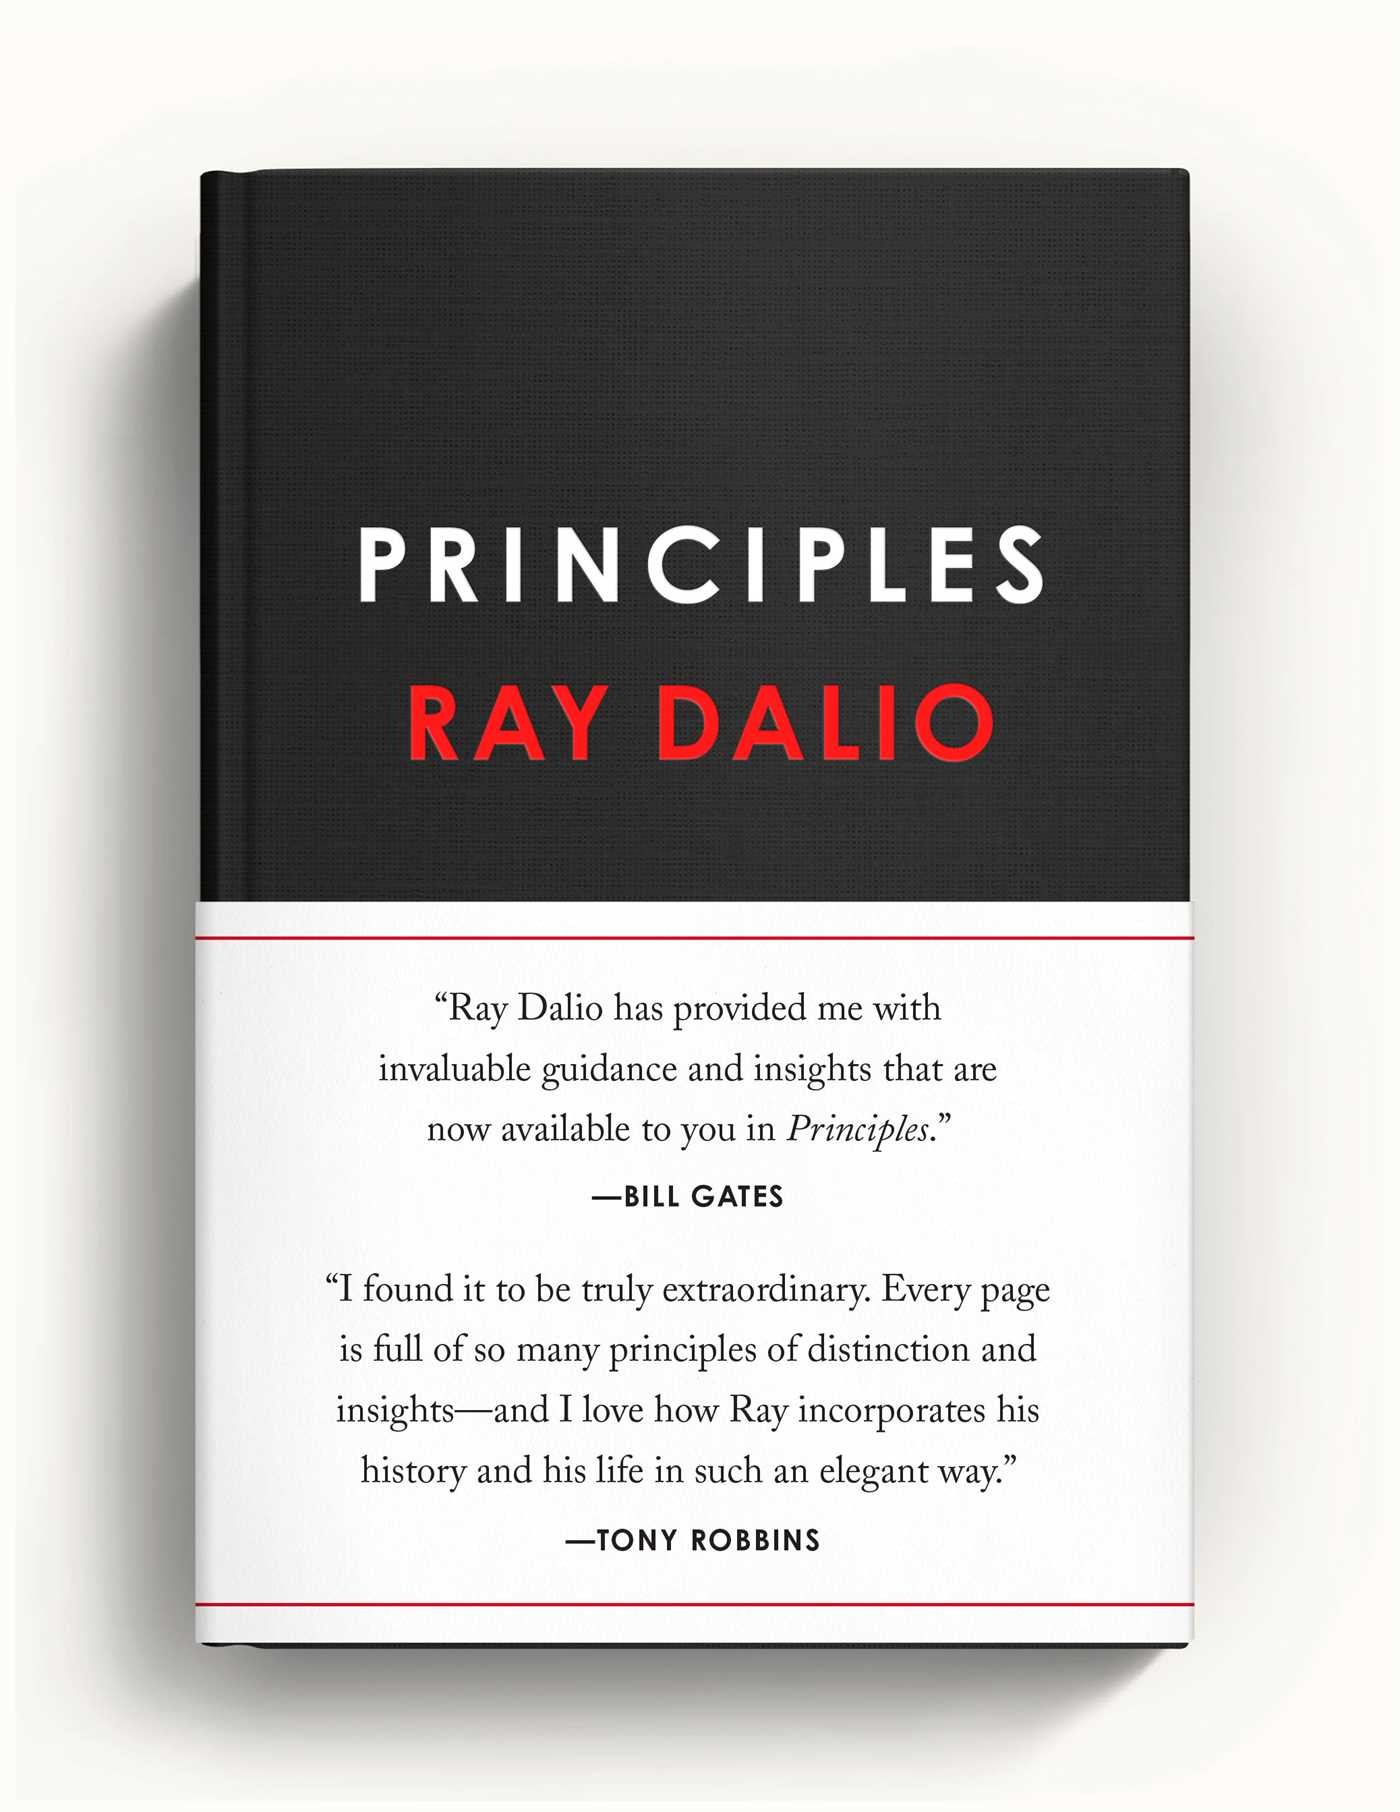 PRINCIPLES
RAY DALIO
“Ray Dalio has provided me with
invaluable guidance and insights that are
now available to you in Principles.”
—BILL GATES
“I found it to be truly extraordinary. Every page
is full of so many principles of distinction and
insights—and I love how Ray incorporates his
history and his life in such an elegant way.”
—TONY ROBBINS